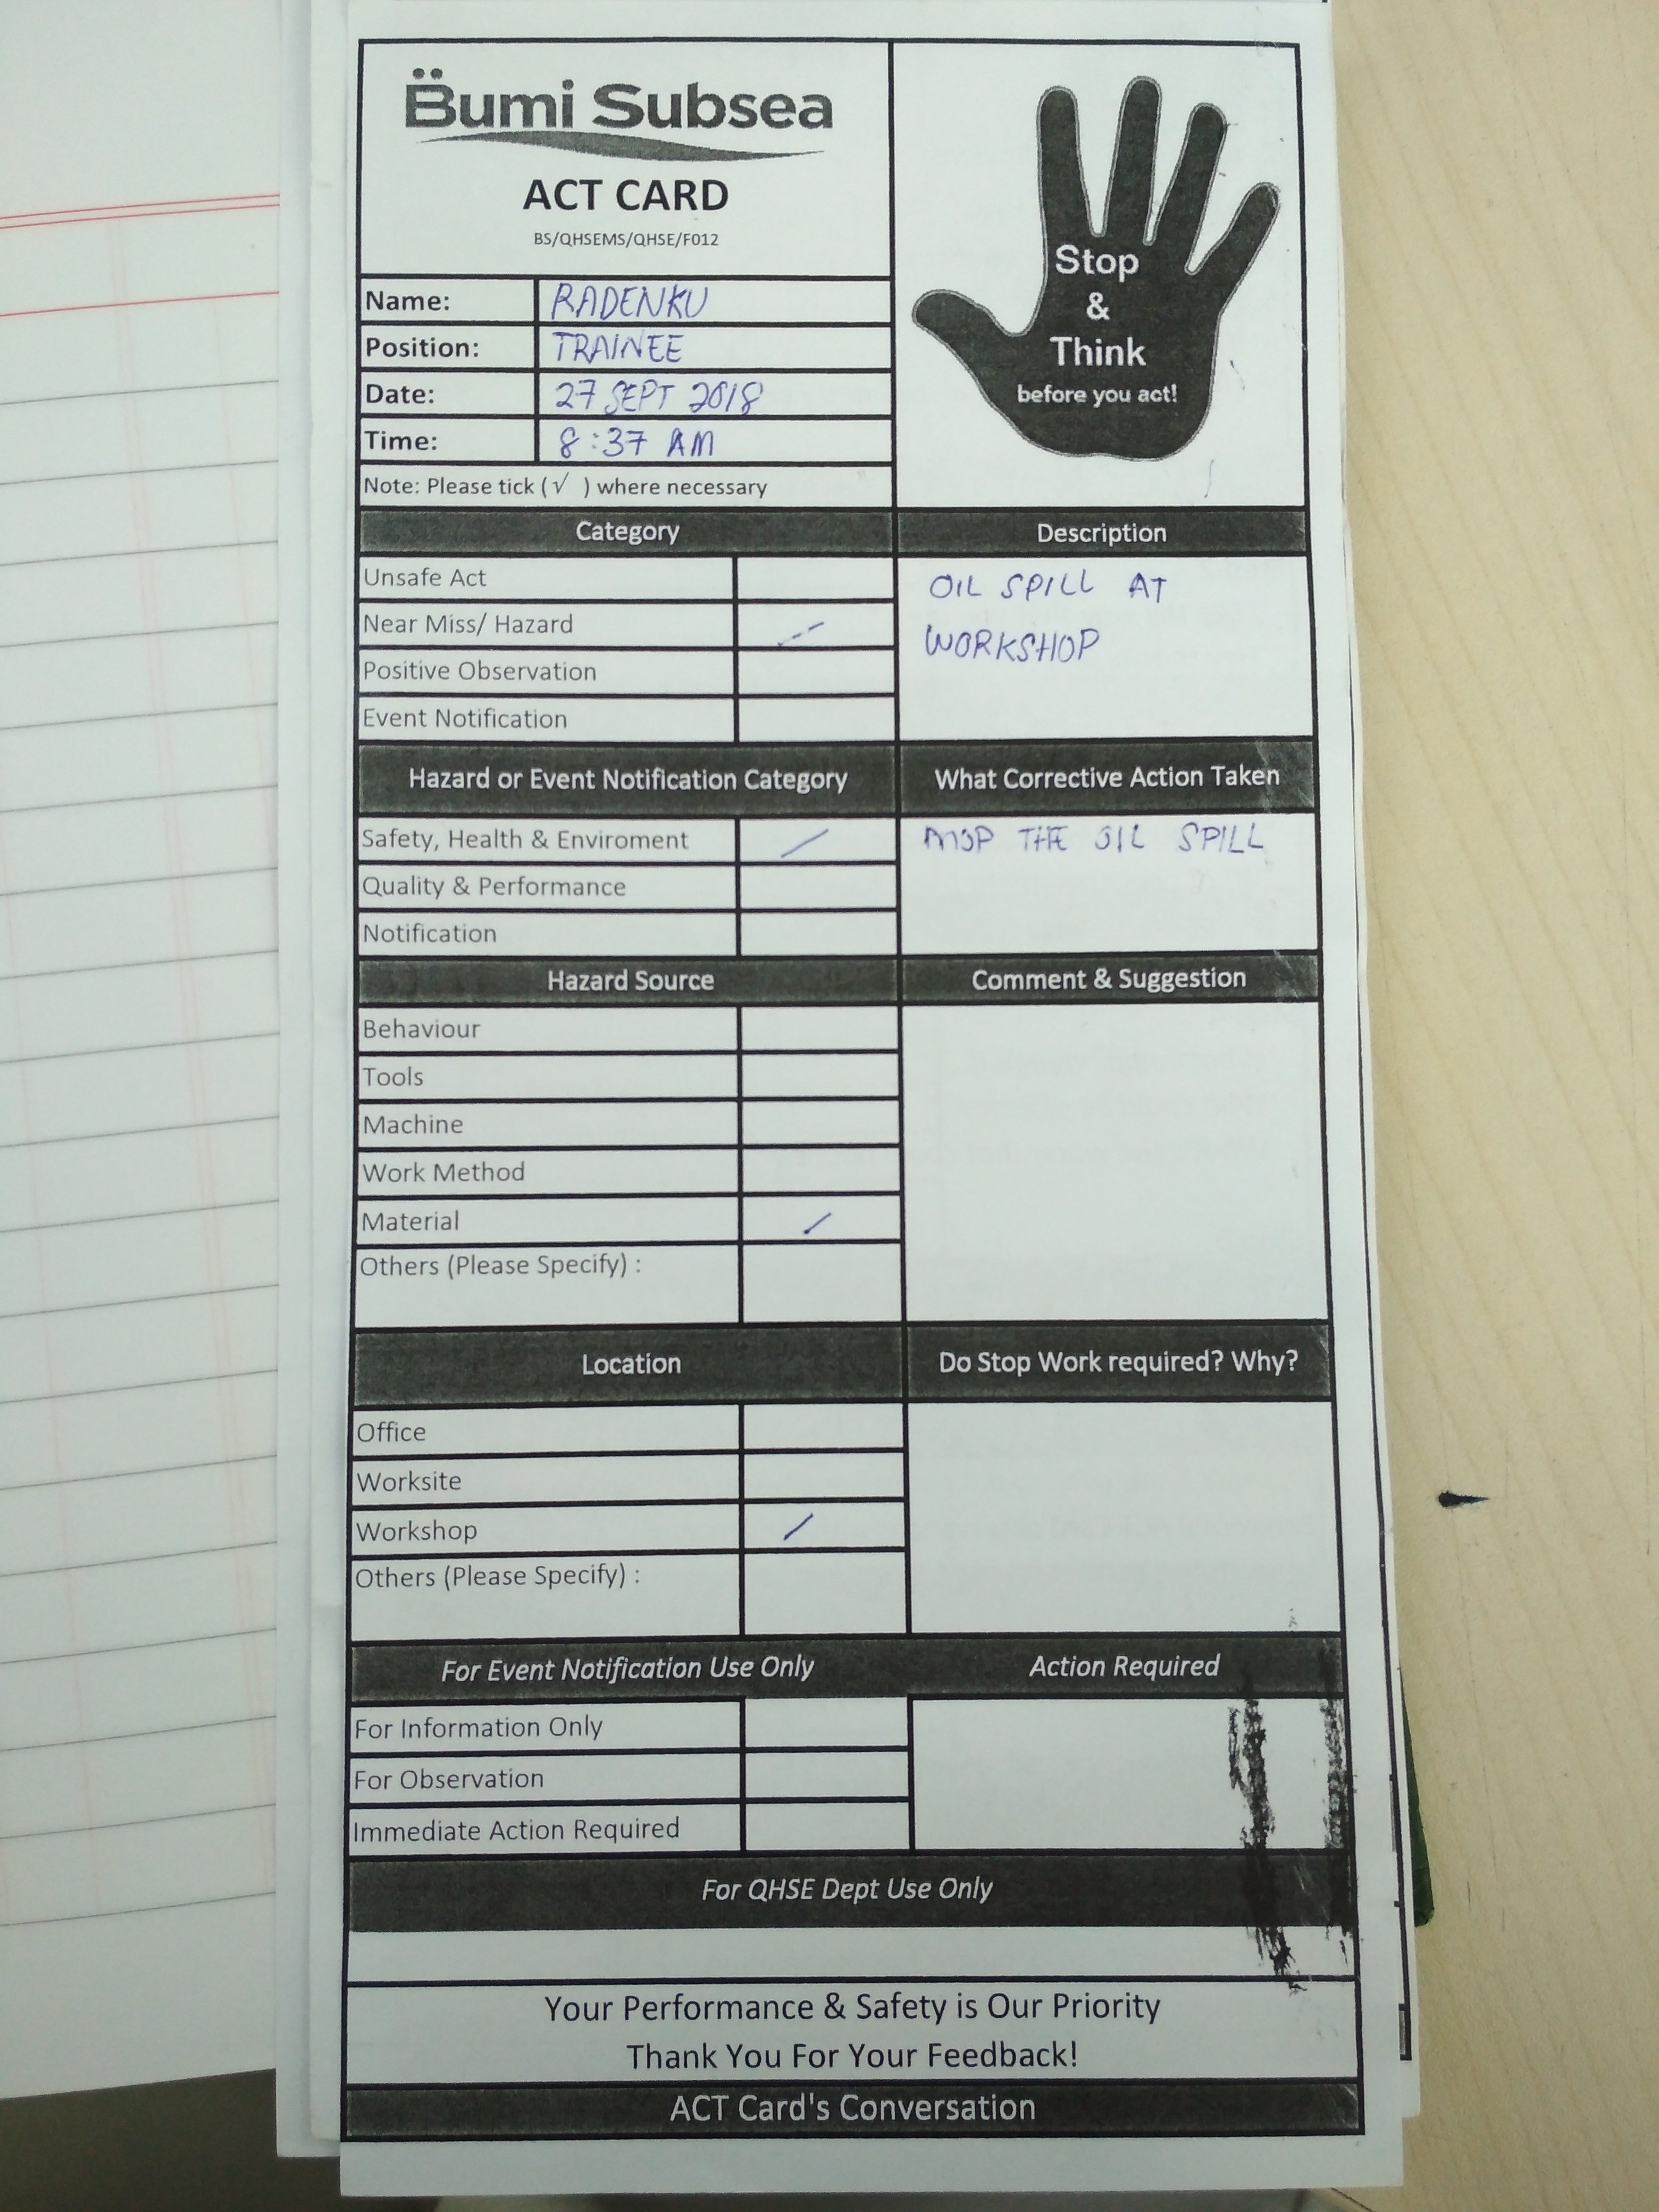 Bumi Subsea
ACT CARD
BS/QHSEMS/QHSE/F012
Stop
&
Think
before you act!
Name: RADENKU
Position: TRAINEE
Date: 27 SEPT 2018
Time: 8:37 AM
Note: Please tick (√ ) where necessary
Category
Description
Unsafe Act
Near Miss/ Hazard
Positive Observation
Event Notification
OIL SPILL AT
WORKSHOP
Hazard or Event Notification Category
What Corrective Action Taken
Safety, Health & Enviroment
Quality & Performance
Notification
MOP THE OIL SPILL
Hazard Source
Comment & Suggestion
Behaviour
Tools
Machine
Work Method
Material
Others (Please Specify) :
Location
Do Stop Work required? Why?
Office
Worksite
Workshop
Others (Please Specify) :
For Event Notification Use Only
Action Required
For Information Only
For Observation
Immediate Action Required
For QHSE Dept Use Only
Your Performance & Safety is Our Priority
Thank You For Your Feedback!
ACT Card's Conversation